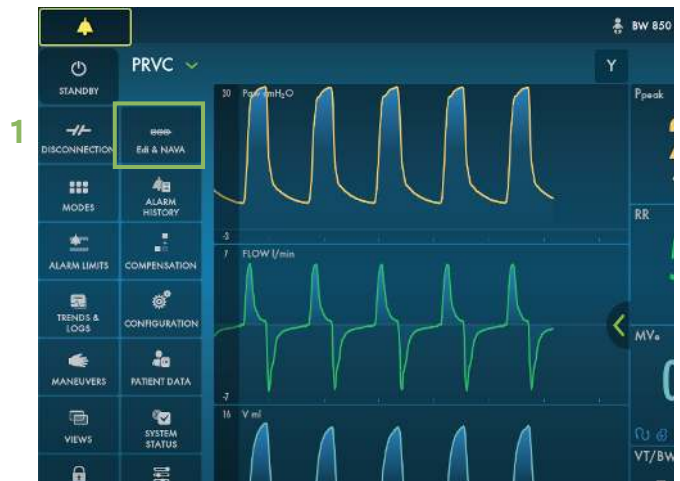 BW 850
PRVC
Y
STANDBY
30 Paw cmH₂O
Ppeak
1
DISCONNECTION
Edi & NAVA
MODES
ALARM
HISTORY
RR
-3
7 FLOW l/min
ALARM LIMITS
COMPENSATION
TRENDS &
LOGS
CONFIGURATION
MVe
MANEUVERS
PATIENT DATA
-7
16 V ml
VIEWS
SYSTEM
STATUS
VT/BW